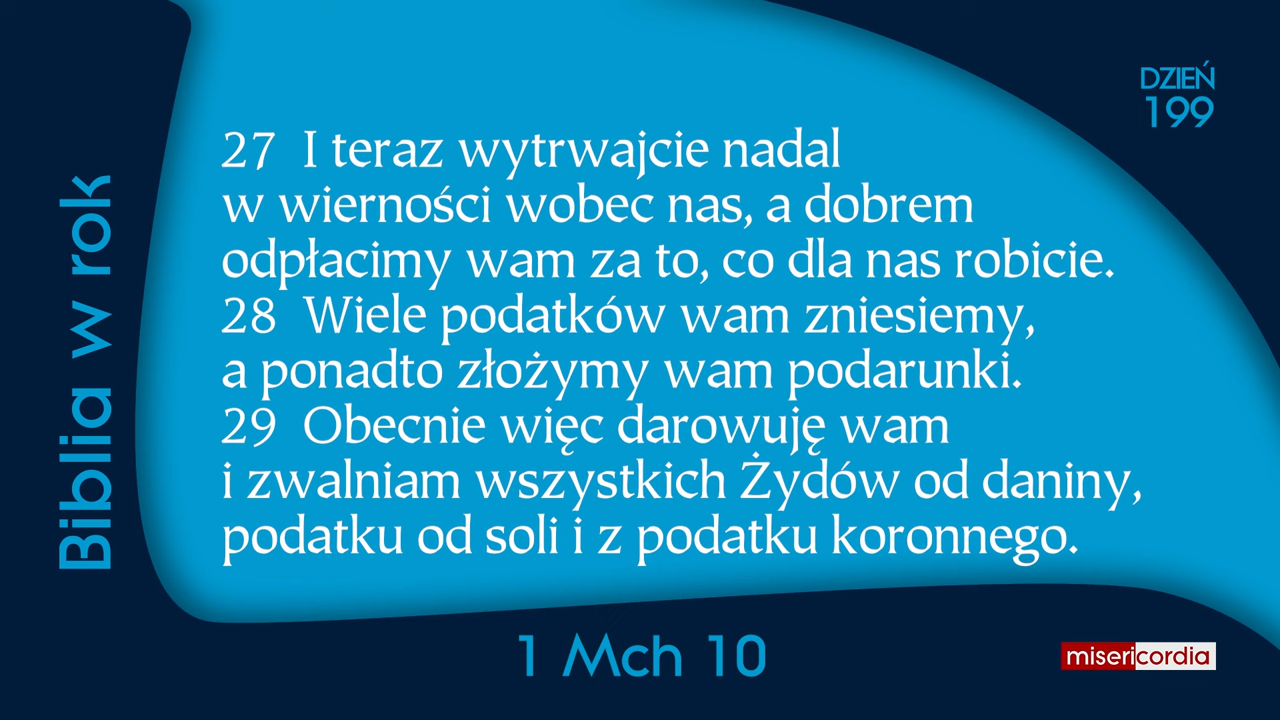 DZIEŃ
199
Biblia w rok
27 I teraz wytrwajcie nadal
w wierności wobec nas, a dobrem
odpłacimy wam za to, co dla nas robicie.
28 Wiele podatków wam zniesiemy,
a ponadto złożymy wam podarunki.
29 Obecnie więc darowuję wam
i zwalniam wszystkich Żydów od daniny,
podatku od soli i z podatku koronnego.
1 Mch 10
misericordia